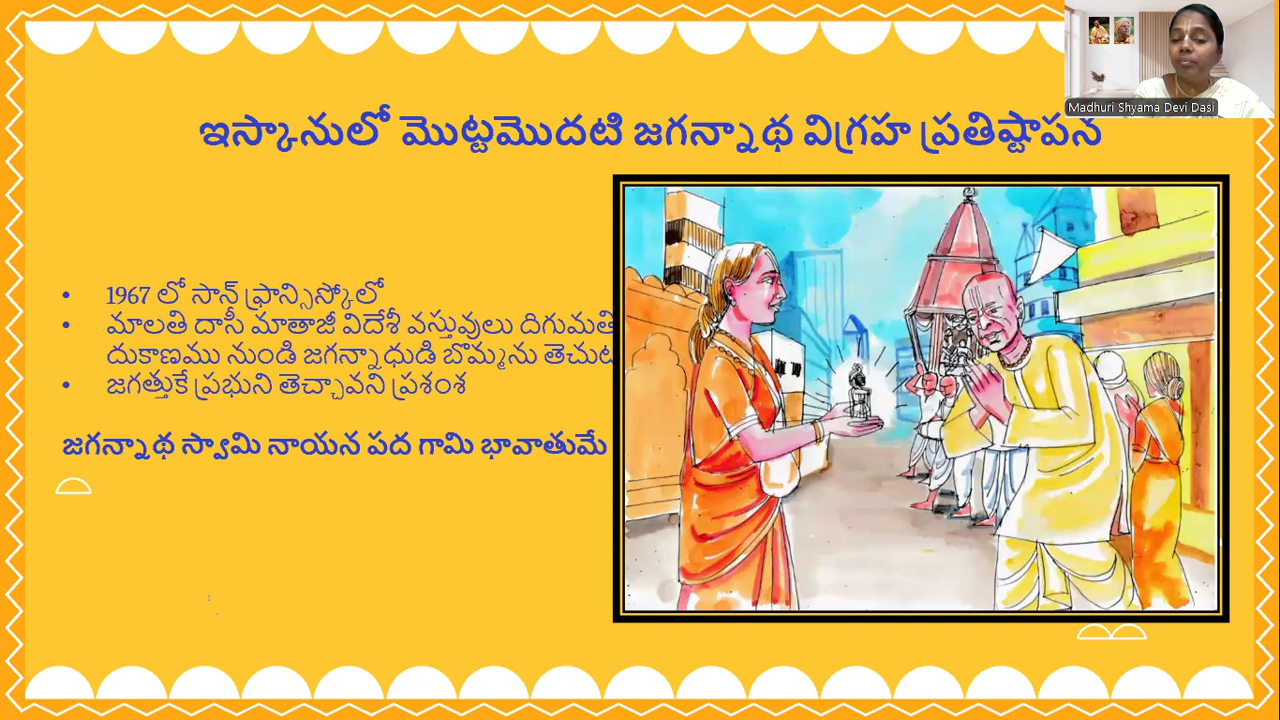 Madhuri Shyama Devi Dasi
ఇస్కానులో మొట్టమొదటి జగన్నాథ విగ్రహ ప్రతిష్టాపన
• 1967 లో సాన్ ఫ్రాన్సిస్కోలో
• మాలతి దాసీ మాతాజీ విదేశీ వస్తువులు దిగుమతి
దుకాణము నుండి జగన్నాధుడి బొమ్మను తెచుట
• జగత్తుకే ప్రభుని తెచ్చావని ప్రశంశ
జగన్నాథ స్వామి నాయన పద గామి భావాతుమే